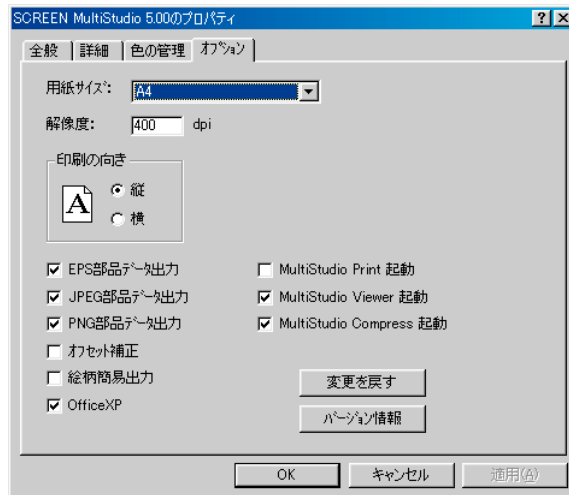 SCREEN MultiStudio 5.00のプロパティ
全般 詳細 色の管理 オプション
用紙サイズ: A4
解像度: 400 dpi
印刷の向き
A
縦
横
EPS部品データ出力
JPEG部品データ出力
PNG部品データ出力
オフセット補正
絵柄簡易出力
OfficeXP
MultiStudio Print 起動
MultiStudio Viewer 起動
MultiStudio Compress 起動
変更を戻す
バージョン情報
OK キャンセル 適用(A)